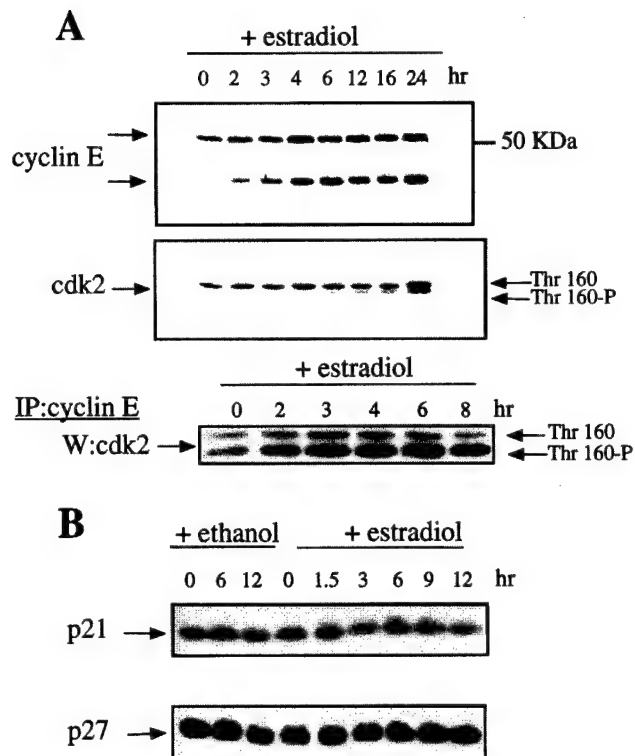 A
+ estradiol
0 2 3 4 6 12 16 24 hr
cyclin E
50 KDa
cdk2
Thr 160
Thr 160-P
+ estradiol
IP:cyclin E
0 2 3 4 6 8 hr
W:cdk2
Thr 160
Thr 160-P
B
+ ethanol + estradiol
0 6 12 0 1.5 3 6 9 12 hr
p21
p27